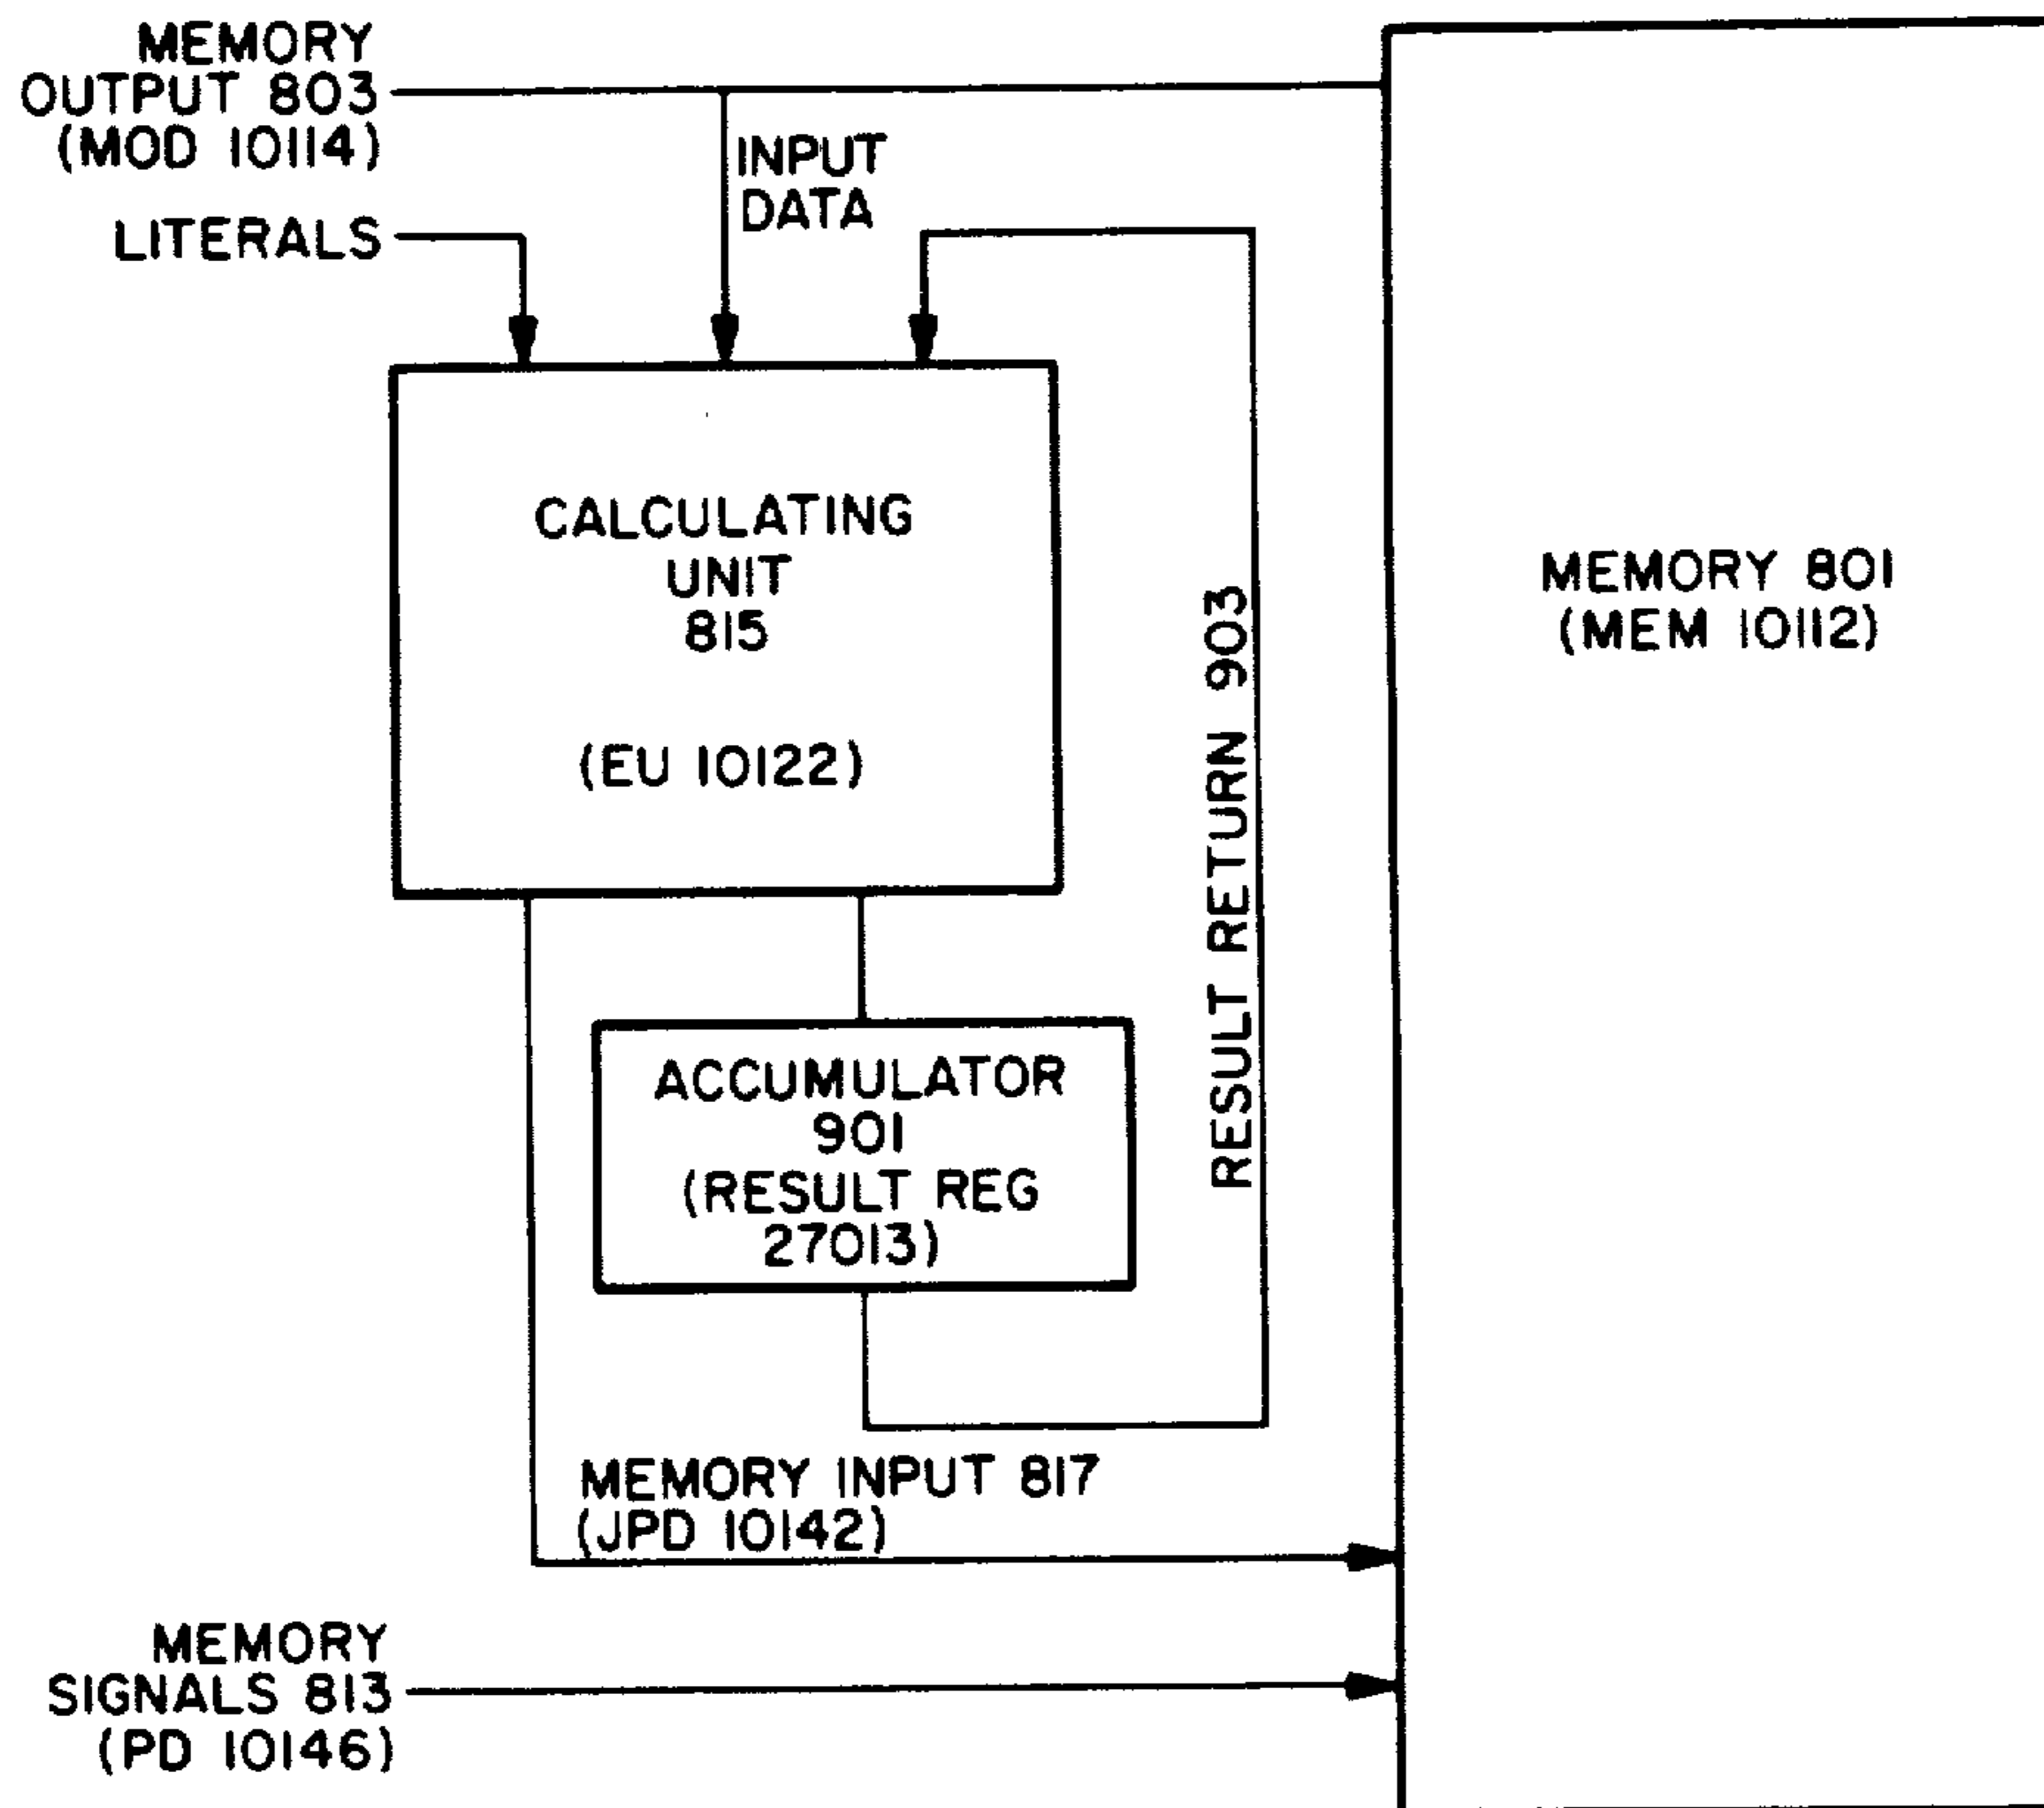 MEMORY
OUTPUT 803
(MOD 10114)
INPUT
DATA
LITERALS
CALCULATING
UNIT
815
(EU 10122)
RESULT RETURN 903
MEMORY 801
(MEM 10112)
ACCUMULATOR
901
(RESULT REG
27013)
MEMORY INPUT 817
(JPD 10142)
MEMORY
SIGNALS 813
(PD 10146)